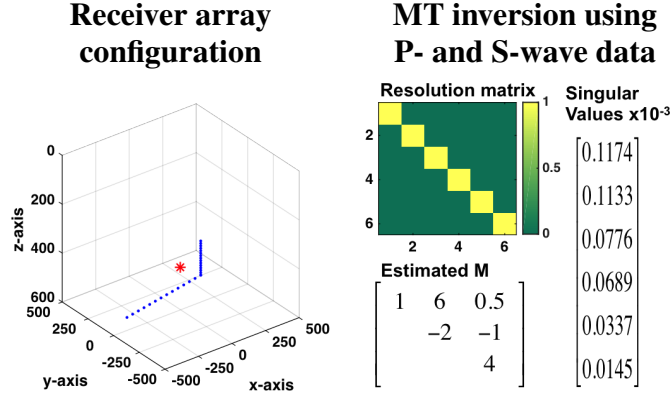 Receiver array
configuration
MT inversion using
P- and S-wave data
0
200
400
600
z-axis
500
250
0
-250
-500
y-axis
-500
-250
0
250
500
x-axis
Resolution matrix
2
4
6
2 4 6
1
0.5
0
Singular
Values x10-3
0.1174
0.1133
0.0776
0.0689
0.0337
0.0145
Estimated M
1 6 0.5
−2 −1
4